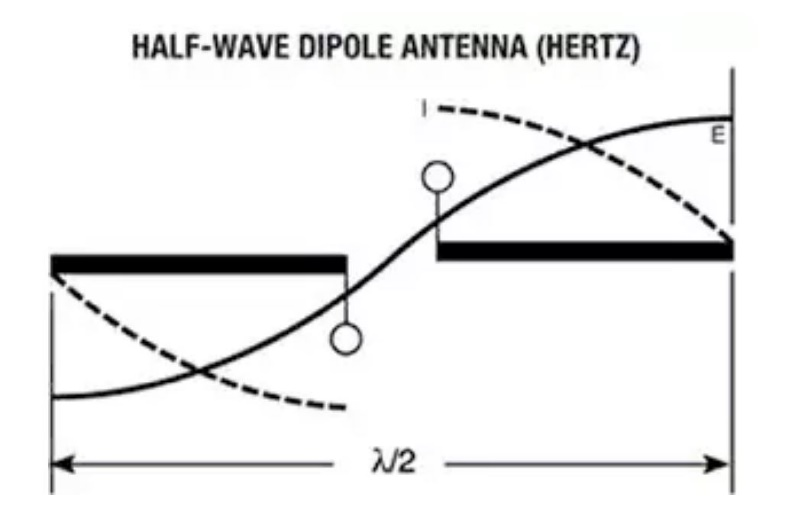 HALF-WAVE DIPOLE ANTENNA (HERTZ)
I
E
λ/2